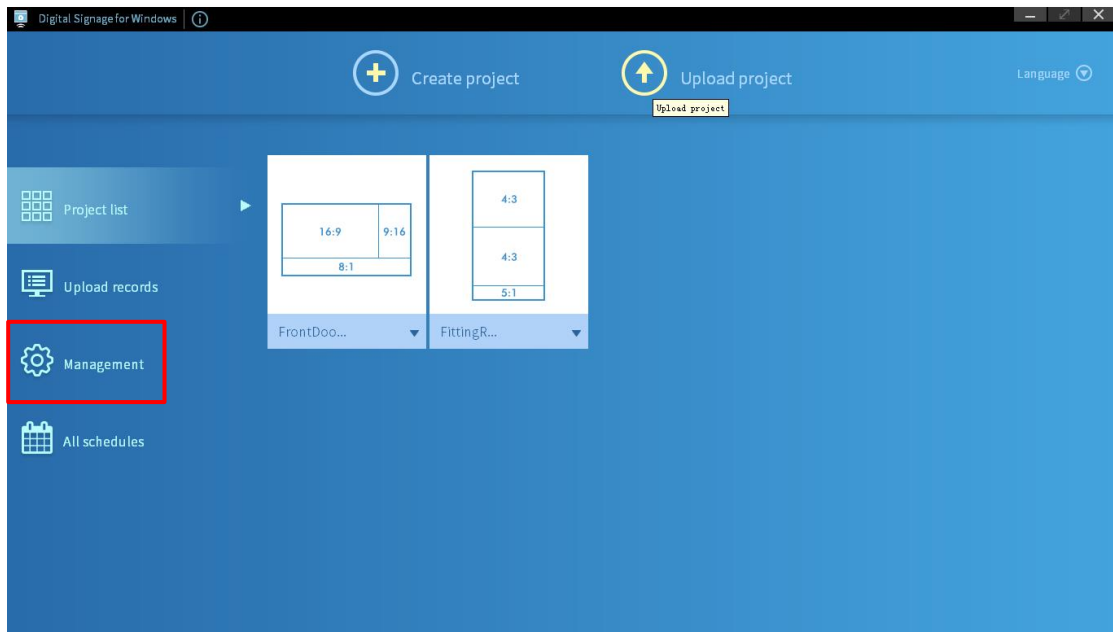 Digital Signage for Windows
Create project
Upload project
Language
Upload project
Project list
Upload records
Management
All schedules
16:9
9:16
8:1
FrontDoo...
4:3
4:3
5:1
FittingR...